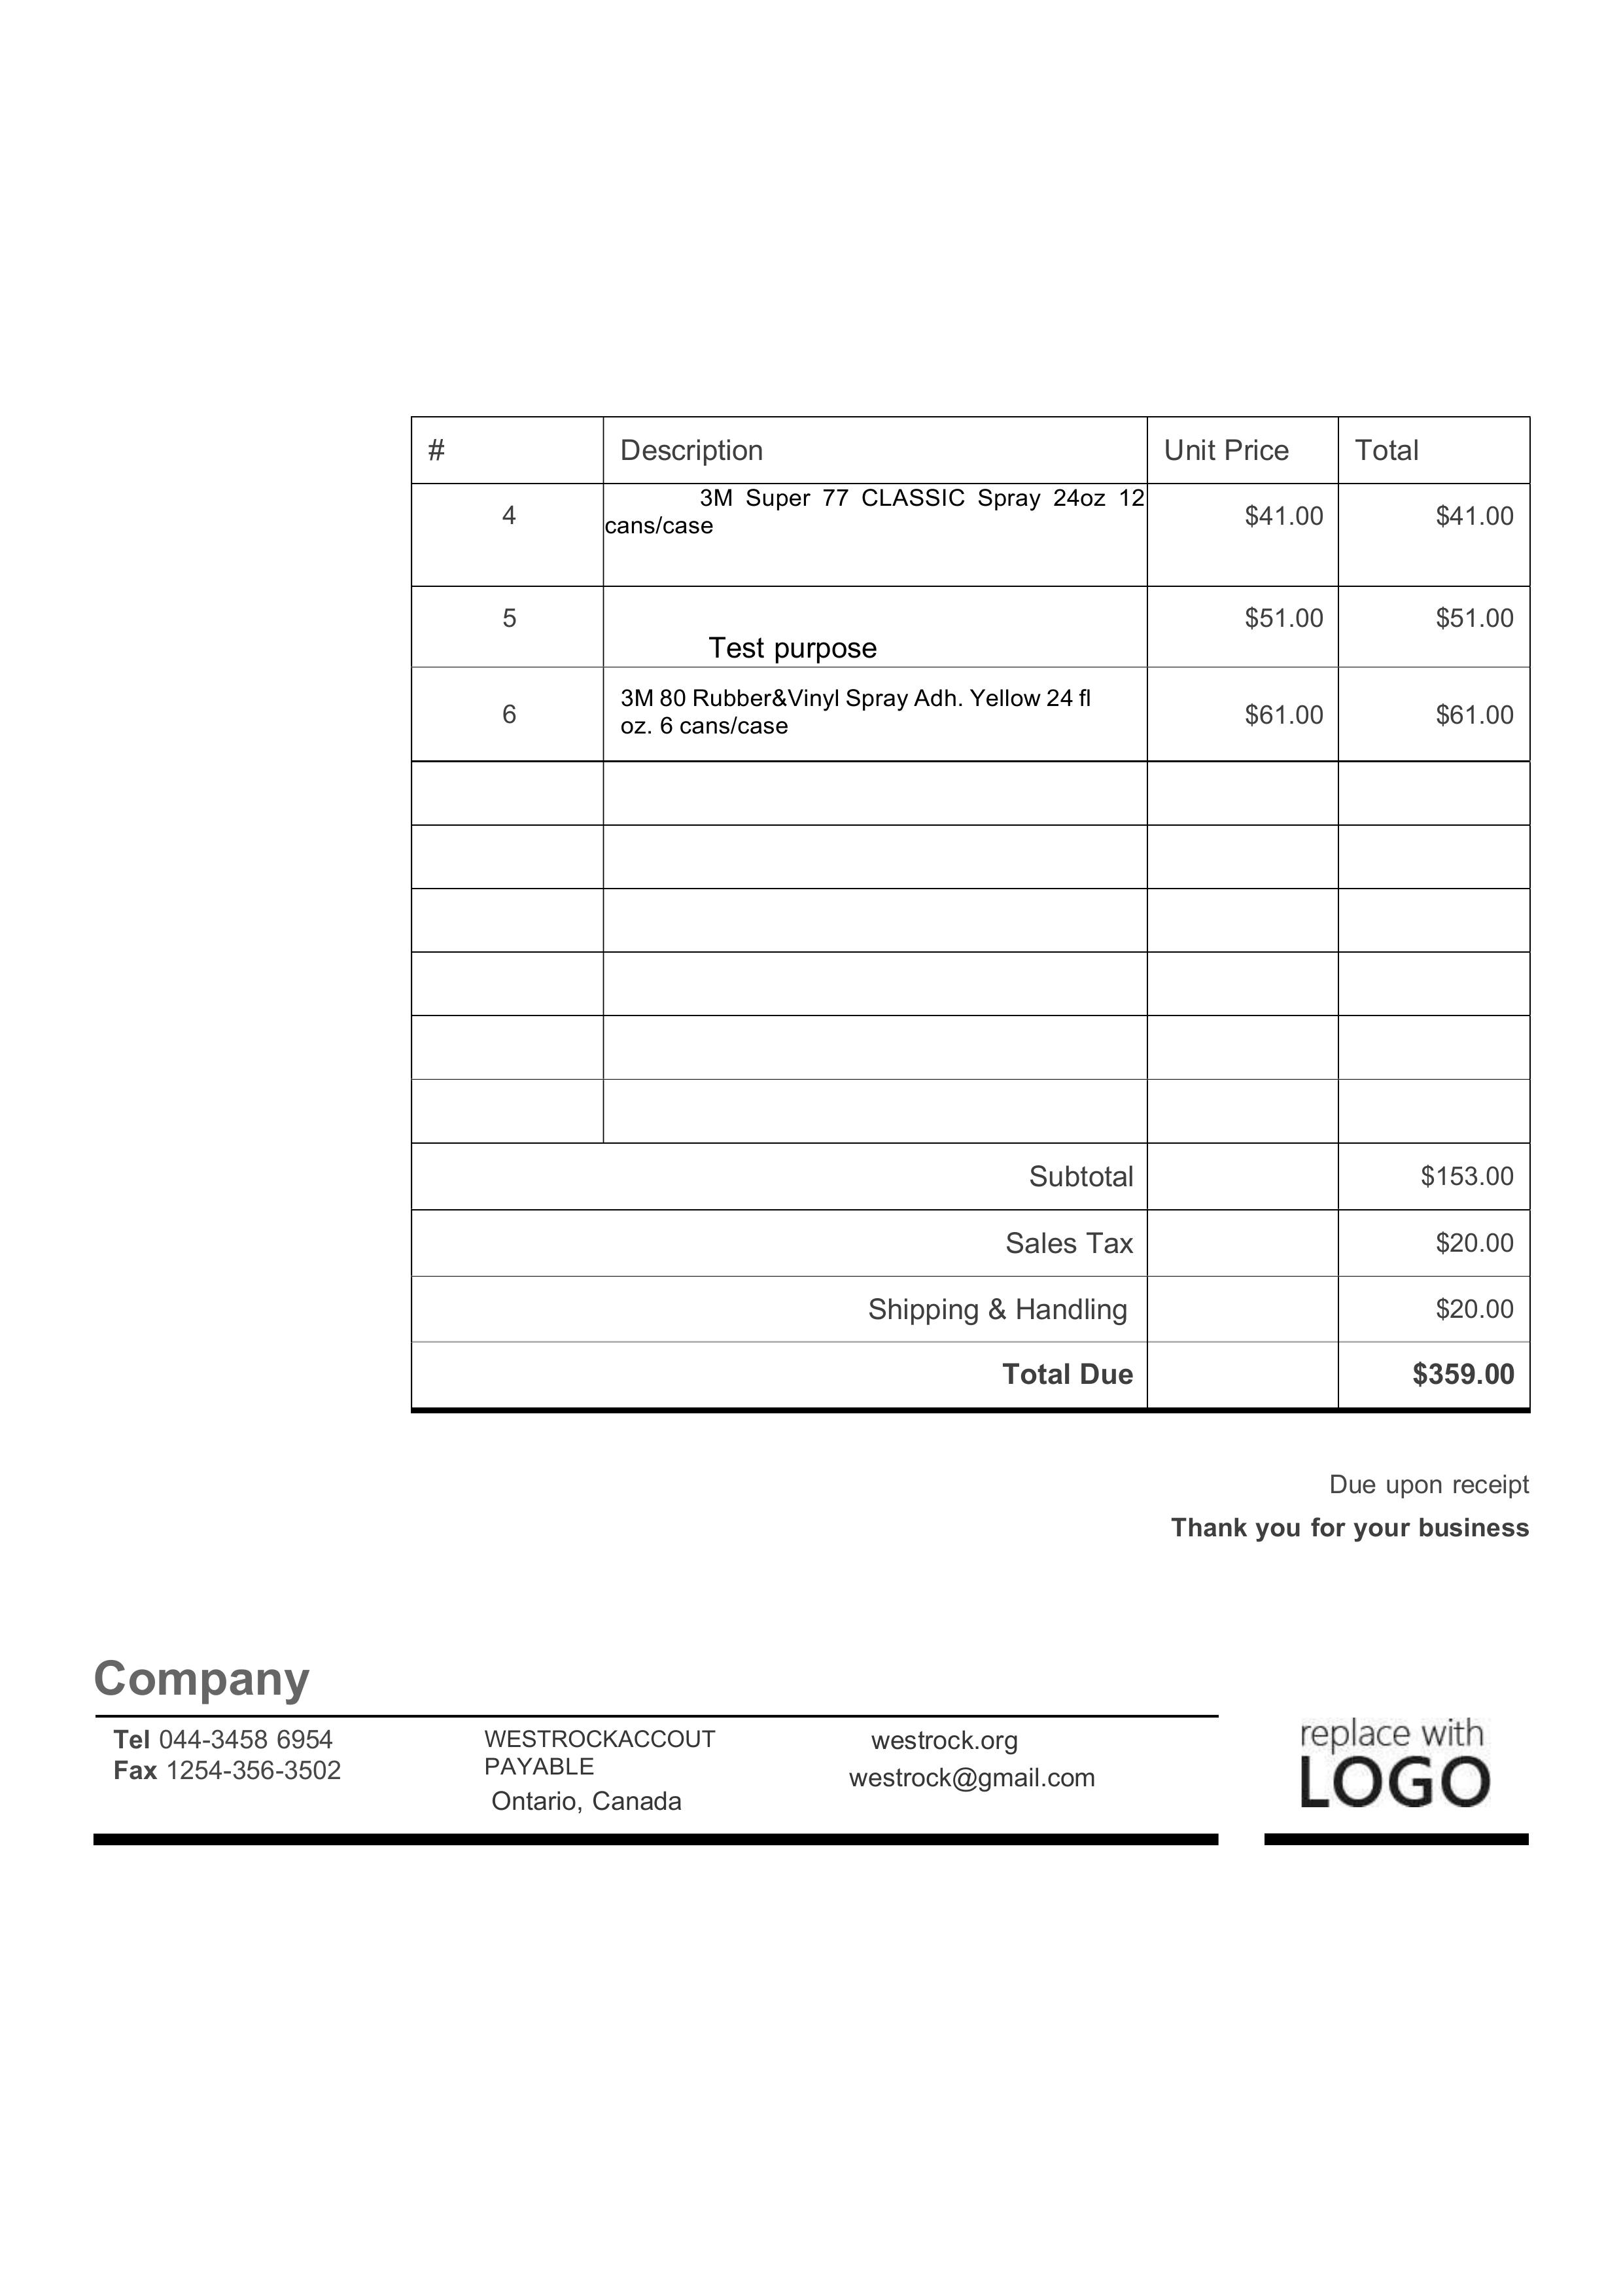 # Description Unit Price Total
4 3M Super 77 CLASSIC Spray 24oz 12 $41.00 $41.00
cans/case
5 $51.00 $51.00
Test purpose
3M 80 Rubber&Vinyl Spray Adh. Yellow 24 fl
6 $61.00 $61.00
oz. 6 cans/case
Subtotal $153.00
Sales Tax $20.00
Shipping & Handling $20.00
Total Due $359.00
Due upon receipt
Thank you for your business
Company
Tel 044-3458 6954
Fax 1254-356-3502
WESTROCKACCOUT
PAYABLE
Ontario, Canada
westrock.org
westrock@gmail.com
replace with
LOGO